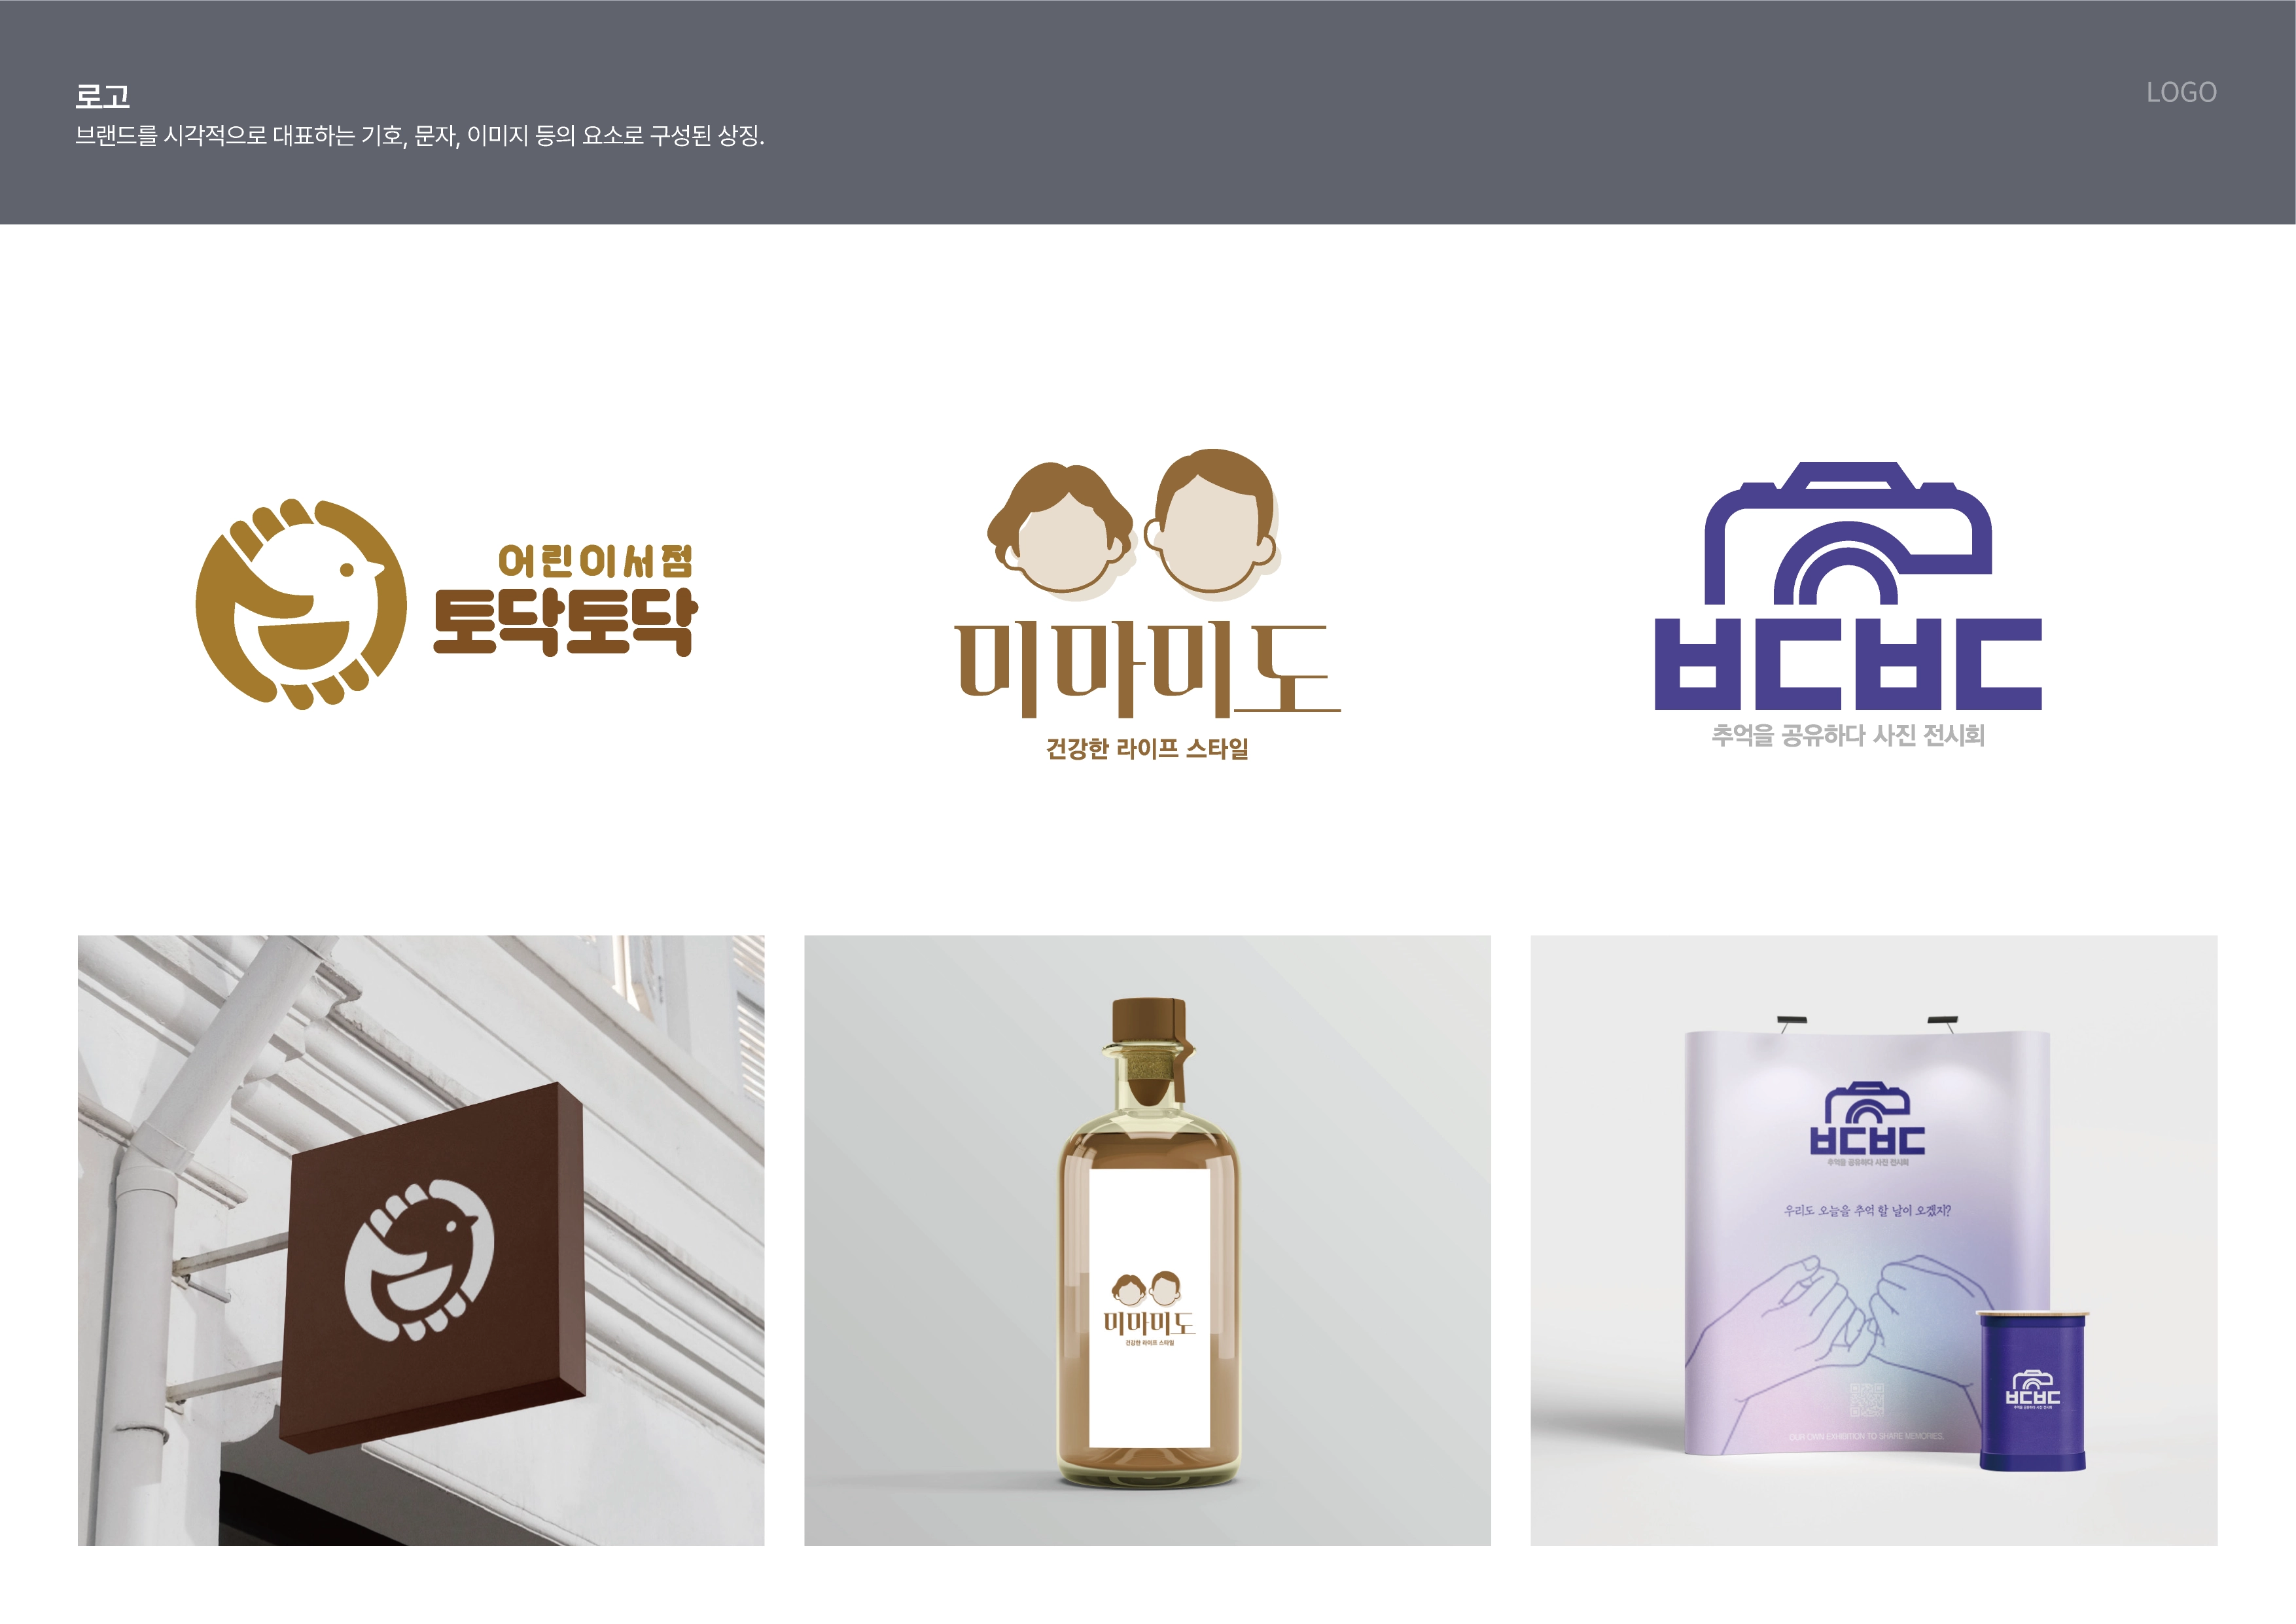 로고
LOGO
브랜드를 시각적으로 대표하는 기호, 문자, 이미지 등의 요소로 구성된 상징.
어린이서점
토닥토닥
미마미도
건강한 라이프 스타일
ㅂㄷㅂㄷ
추억을 공유하다 사진 전시회
미마미도
건강한 라이프 스타일
ㅂㄷㅂㄷ
추억을 공유하다 사진 전시회
우리도 오늘을 추억 할 날이 오겠지?
OUR OWN EXHIBITION TO SHARE MEMORIES.
ㅂㄷㅂㄷ
추억을 공유하다 사진 전시회